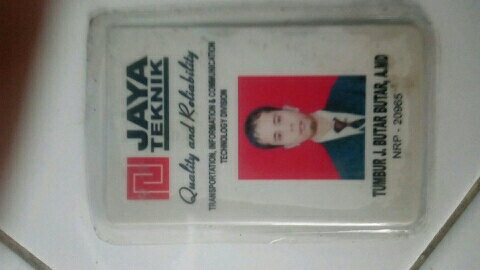 JAYA
TEKNIK
Quality and Reliability
TRANSPORTATION, INFORMATION & COMMUNICATION
TECHNOLOGY DIVISION
TUMBUR J. BUTAR BUTAR, A.MD
NRP - 20965